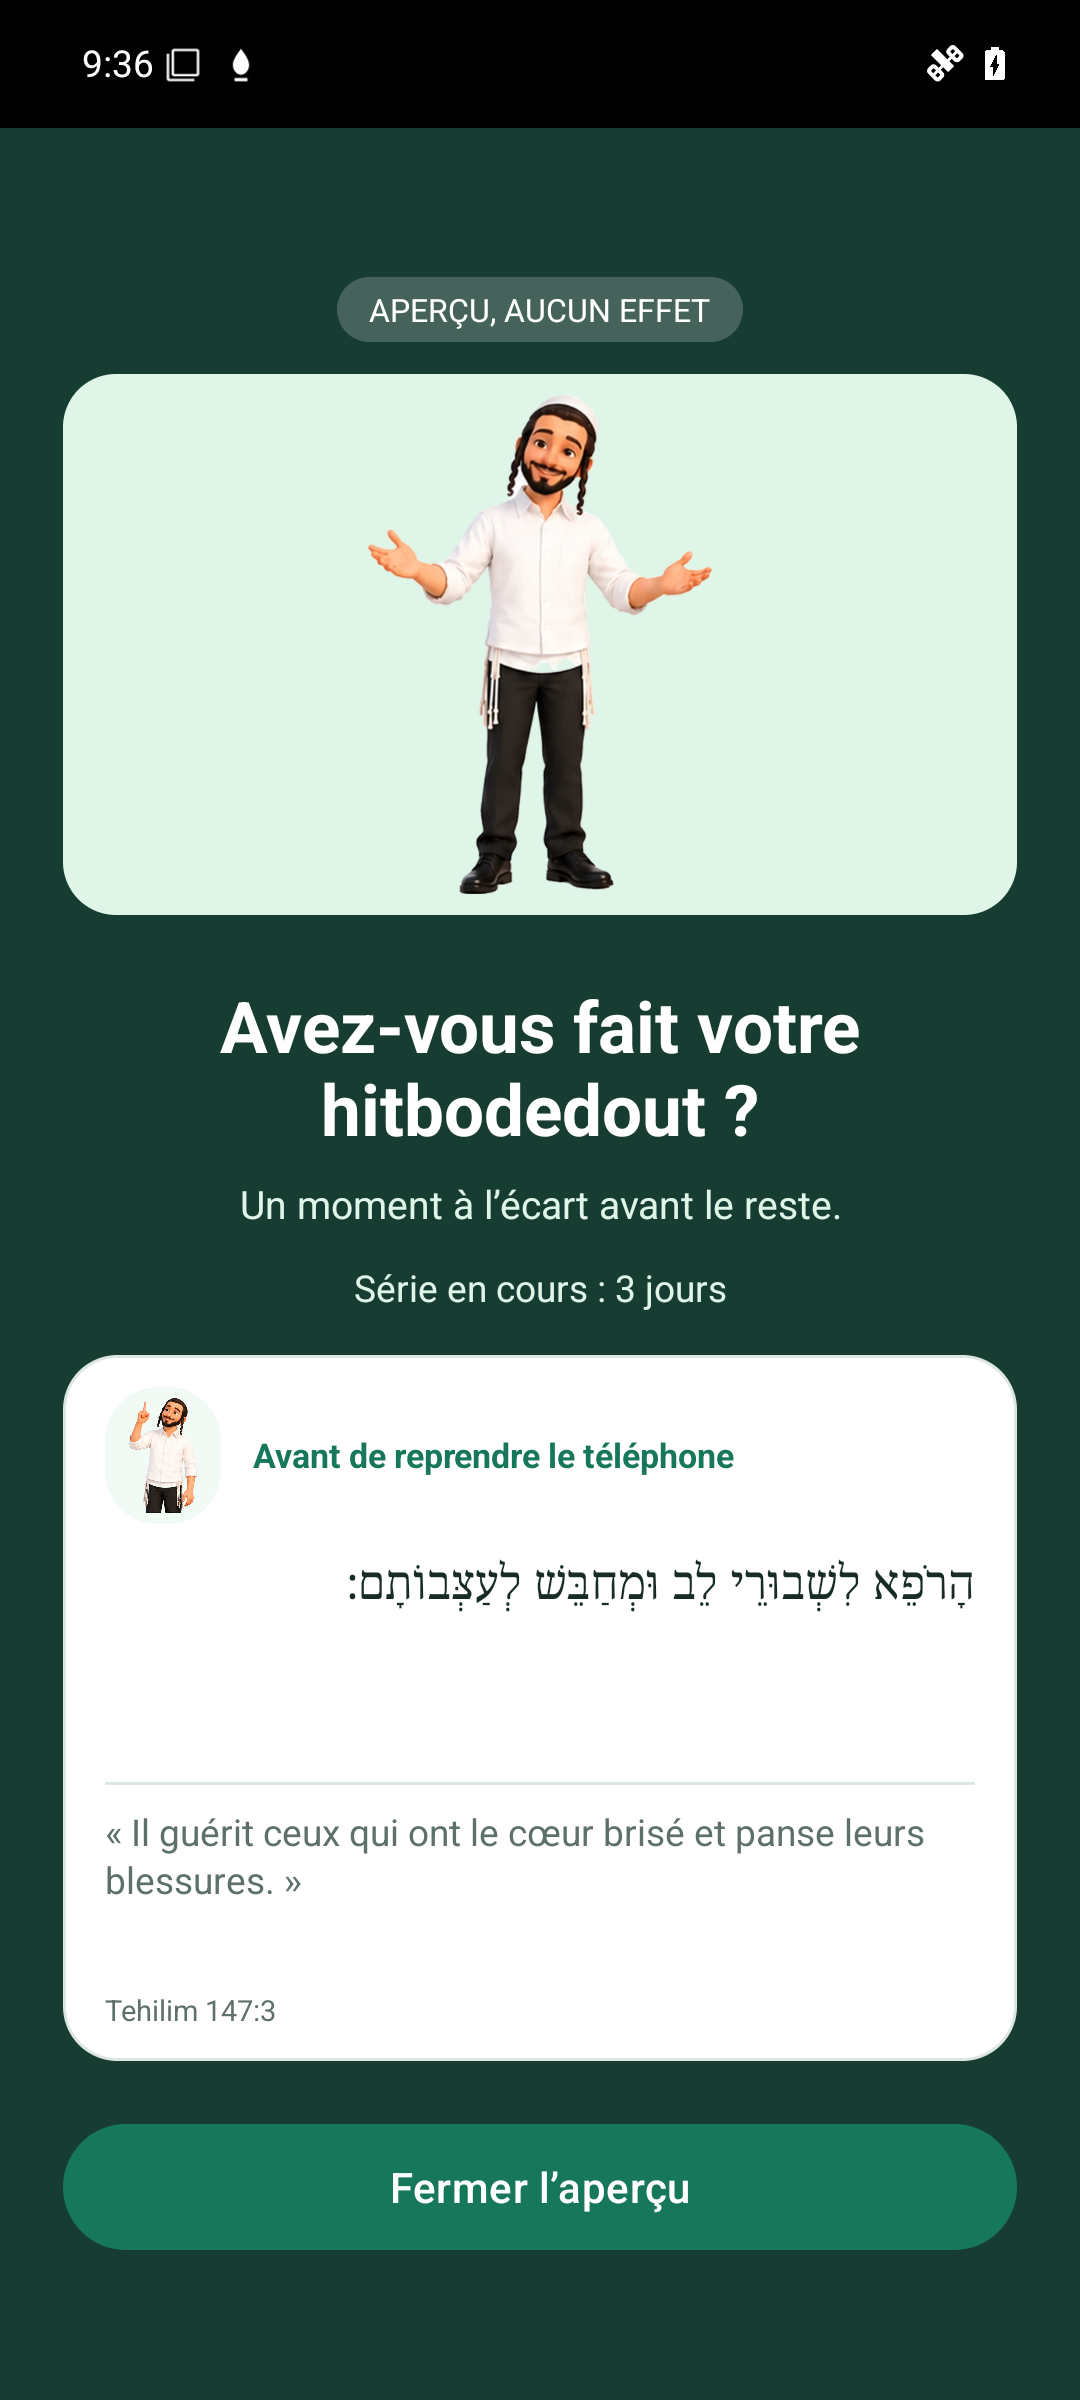 9:36
APERÇU, AUCUN EFFET
Avez-vous fait votre
hitbodedout ?
Un moment à l’écart avant le reste.
Série en cours : 3 jours
Avant de reprendre le téléphone
הָרֹפֵא לִשְׁבוּרֵי לֵב וּמְחַבֵּשׁ לְעַצְּבוֹתָם:
« Il guérit ceux qui ont le cœur brisé et panse leurs
blessures. »
Tehilim 147:3
Fermer l’aperçu